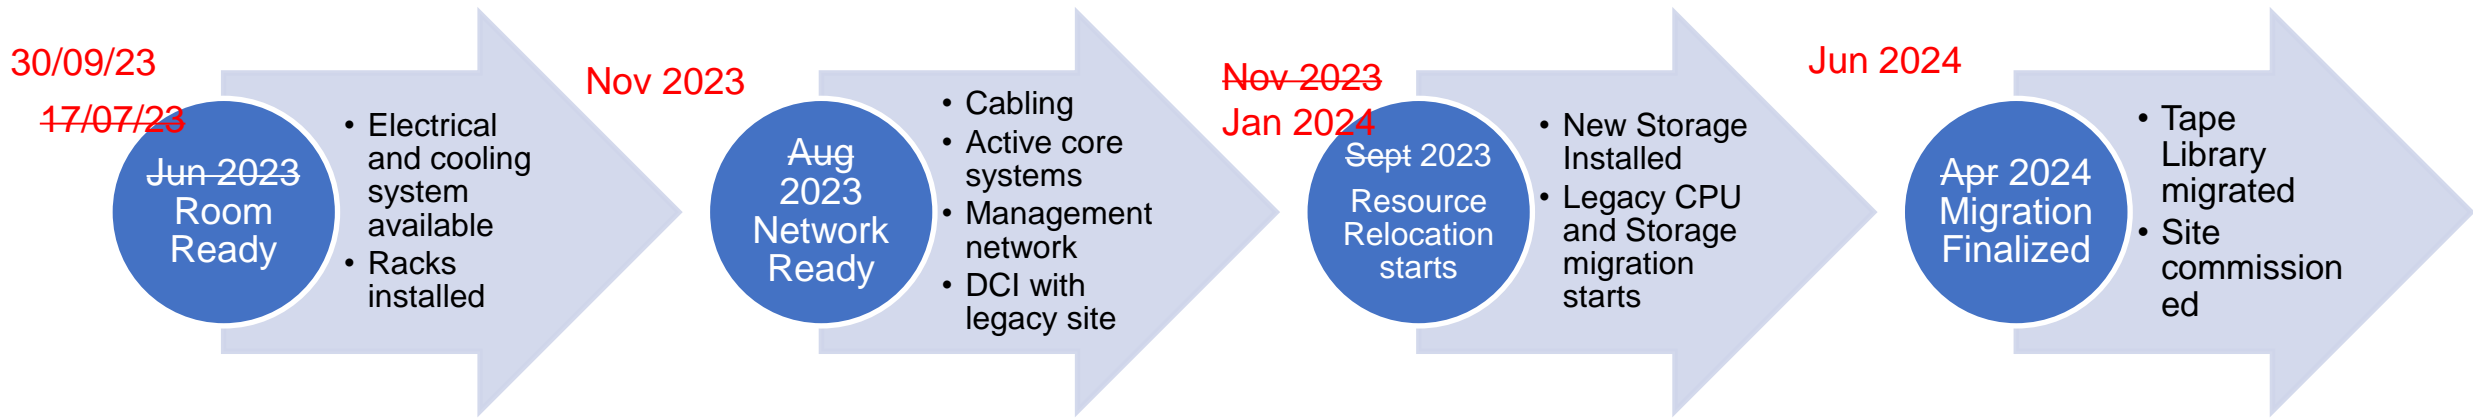 30/09/23
17/07/23
Jun 2023
Room
Ready
• Electrical
and cooling
system
available
• Racks
installed
Nov 2023
Aug
2023
Network
Ready
• Cabling
• Active core
systems
• Management
network
• DCI with
legacy site
Nov 2023
Jan 2024
Sept 2023
Resource
Relocation
starts
• New Storage
Installed
• Legacy CPU
and Storage
migration
starts
Jun 2024
Apr 2024
Migration
Finalized
• Tape
Library
migrated
• Site
commission
ed